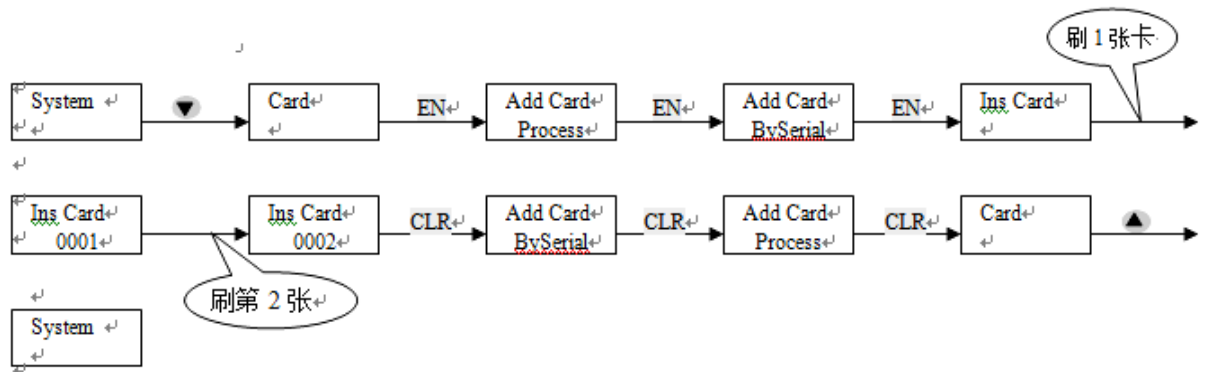 刷1张卡
System
▼
Card
EN
Add Card
Process
EN
Add Card
BySerial
EN
Ins Card
Ins Card
0001
刷第 2 张
Ins Card
0002
CLR
Add Card
BySerial
CLR
Add Card
Process
CLR
Card
▲
System